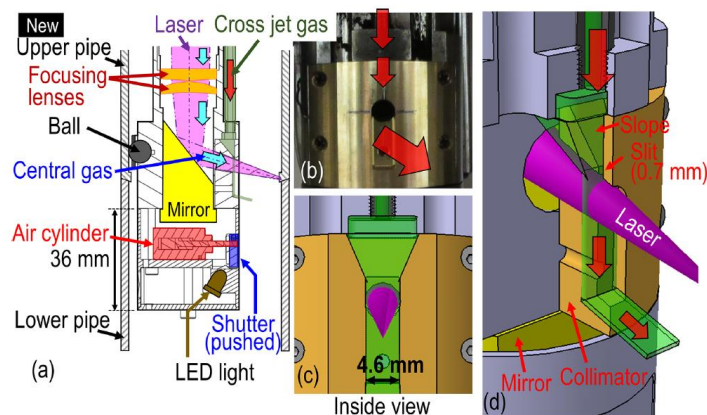 New
Upper pipe
Laser
Cross jet gas
Focusing
lenses
Ball
Central gas
Mirror
Air cylinder
36 mm
Lower pipe
Shutter
(pushed)
LED light
(a)
(b)
4.6 mm
(c)
Inside view
Slope
Slit
(0.7 mm)
Laser
Mirror
Collimator
(d)